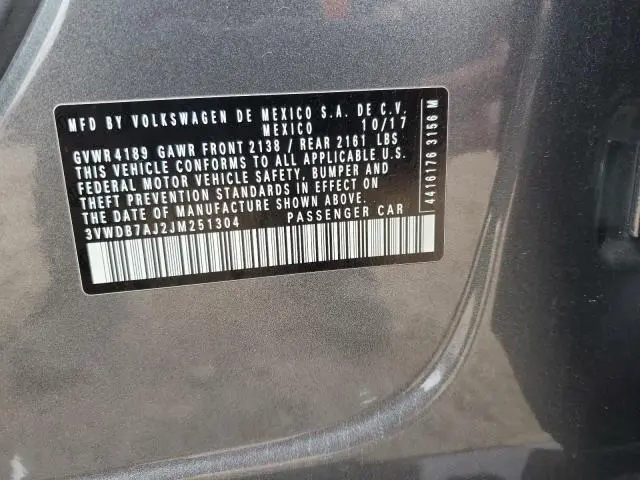 MFD BY VOLKSWAGEN DE MEXICO S.A. DE C.V.
MEXICO 10/17
GVWR 4189 GAWR FRONT 2138 / REAR 2161 LBS
THIS VEHICLE CONFORMS TO ALL APPLICABLE U.S.
FEDERAL MOTOR VEHICLE SAFETY, BUMPER AND
THEFT PREVENTION STANDARDS IN EFFECT ON
THE DATE OF MANUFACTURE SHOWN ABOVE.
3VWDB7AJ2JM251304 PASSENGER CAR
4416176 3156 M